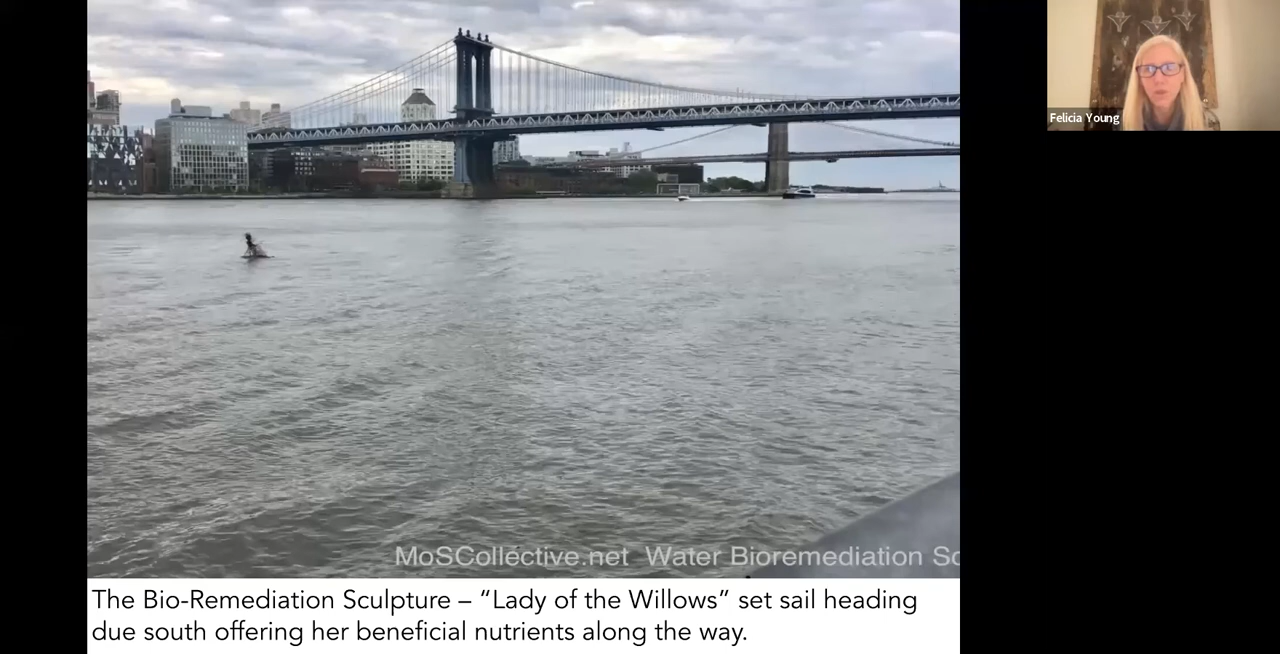 Felicia Young
MoSCollective.net Water Bioremediation Sc
The Bio-Remediation Sculpture – “Lady of the Willows” set sail heading
due south offering her beneficial nutrients along the way.